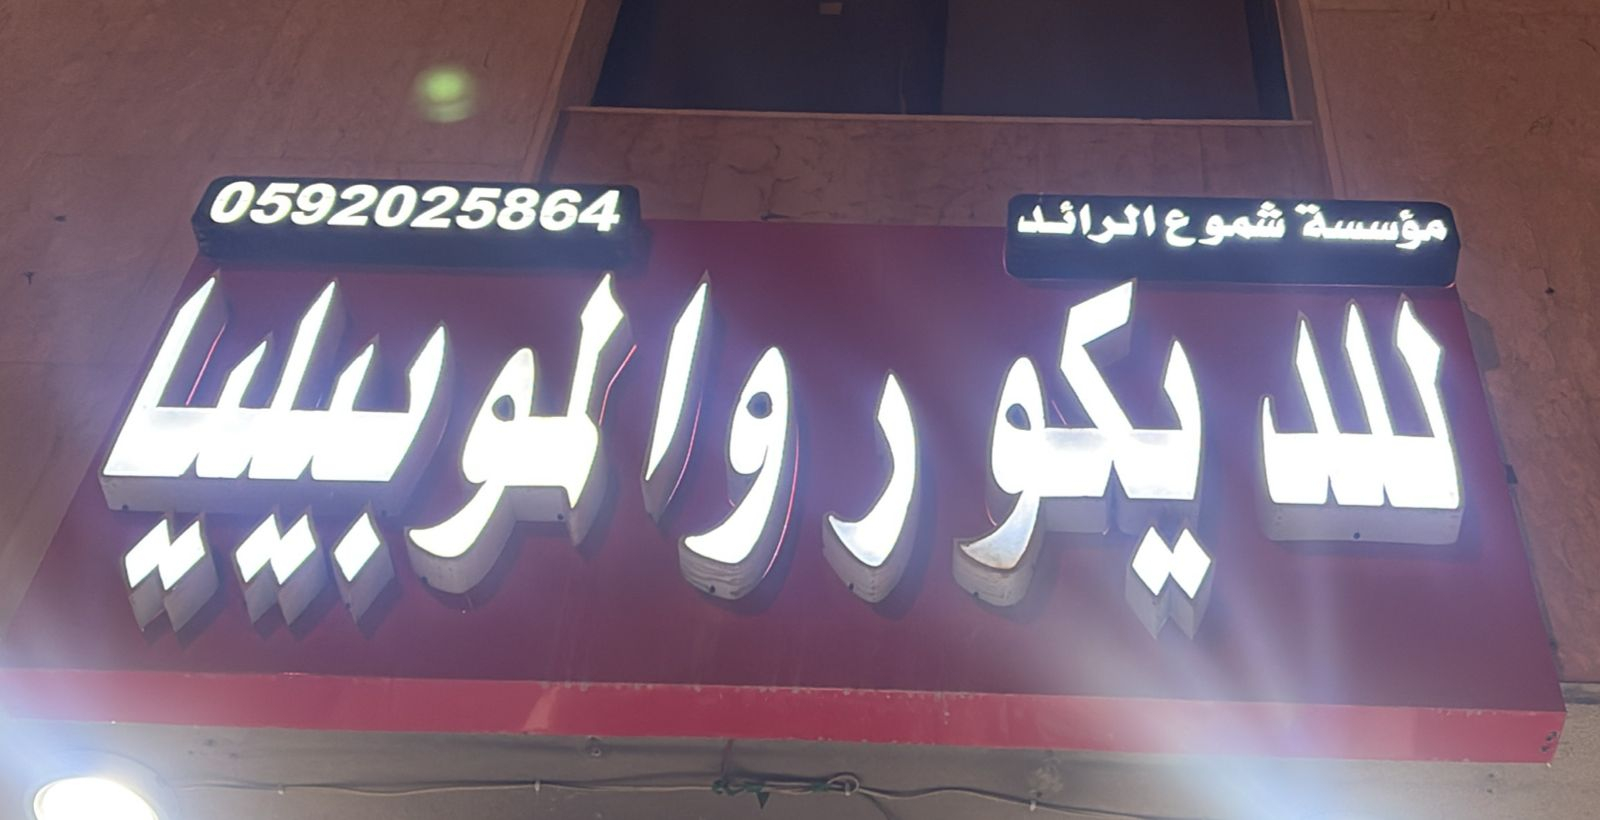 مؤسسة شموع الرائد
0592025864
للديكور والموبيليا